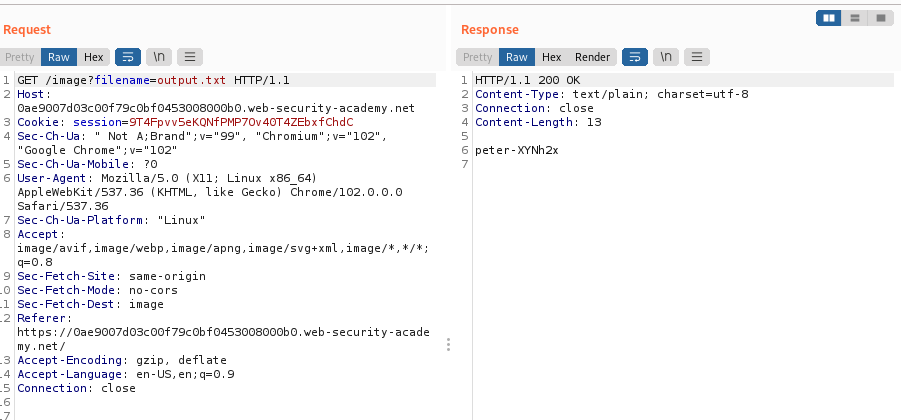 Request
Pretty Raw Hex \n
1 GET /image?filename=output.txt HTTP/1.1
2 Host:
0ae9007d03c00f79c0bf0453008000b0.web-security-academy.net
3 Cookie: session=9T4Fpvv5eKQNfPMP7Ov40T4ZEbxfChdC
4 Sec-Ch-Ua: " Not A;Brand";v="99", "Chromium";v="102",
"Google Chrome";v="102"
5 Sec-Ch-Ua-Mobile: ?0
6 User-Agent: Mozilla/5.0 (X11; Linux x86_64)
AppleWebKit/537.36 (KHTML, like Gecko) Chrome/102.0.0.0
Safari/537.36
7 Sec-Ch-Ua-Platform: "Linux"
8 Accept:
image/avif,image/webp,image/apng,image/svg+xml,image/*,*/*;
q=0.8
9 Sec-Fetch-Site: same-origin
10 Sec-Fetch-Mode: no-cors
11 Sec-Fetch-Dest: image
12 Referer:
https://0ae9007d03c00f79c0bf0453008000b0.web-security-acade
my.net/
13 Accept-Encoding: gzip, deflate
14 Accept-Language: en-US,en;q=0.9
15 Connection: close
16
17
Response
Pretty Raw Hex Render \n
1 HTTP/1.1 200 OK
2 Content-Type: text/plain; charset=utf-8
3 Connection: close
4 Content-Length: 13
5
6 peter-XYNh2x
7